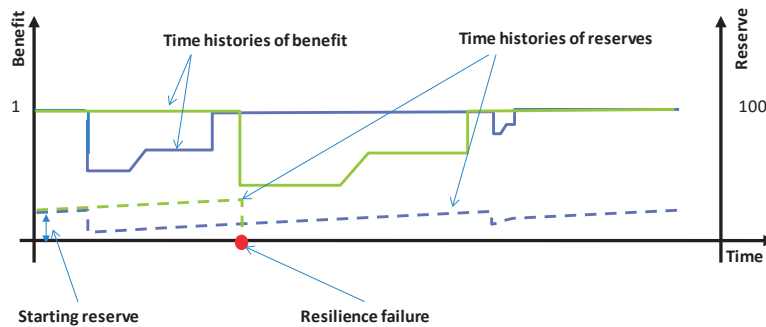 Benefit
Time histories of benefit
Time histories of reserves
Reserve
1
100
Time
Starting reserve
Resilience failure